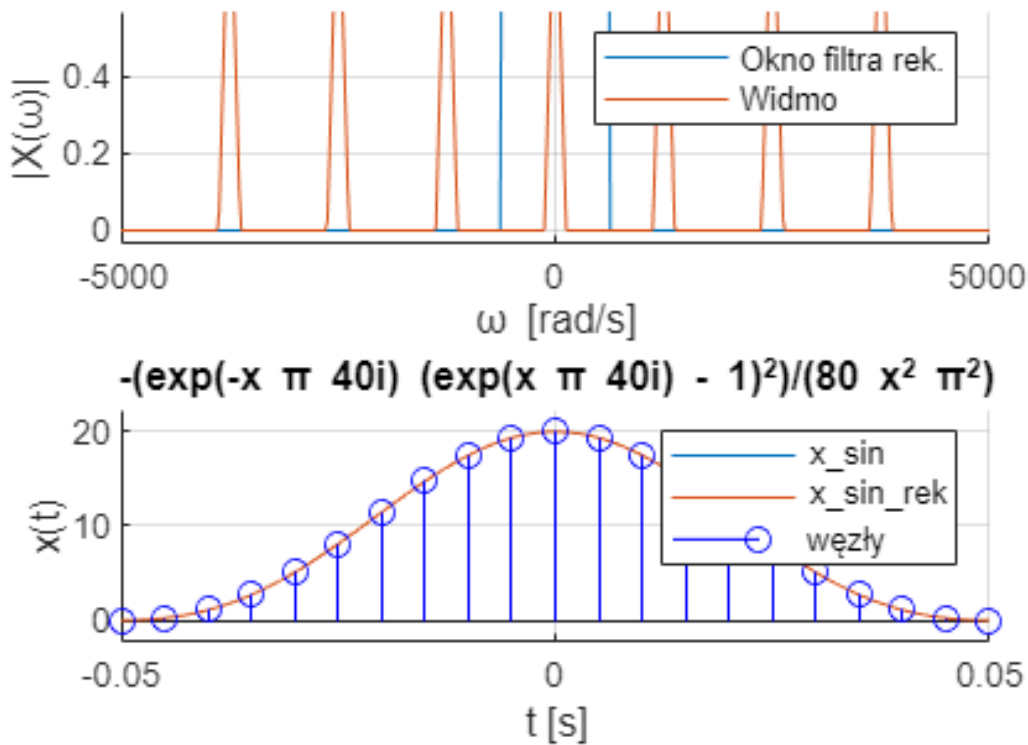 |X(ω)|
0.4
0.2
0
Okno filtra rek.
Widmo
-5000
0
5000
ω [rad/s]
-(exp(-x π 40i) (exp(x π 40i) - 1)²)/(80 x² π²)
x(t)
20
10
0
x_sin
x_sin_rek
węzły
-0.05
0
0.05
t [s]